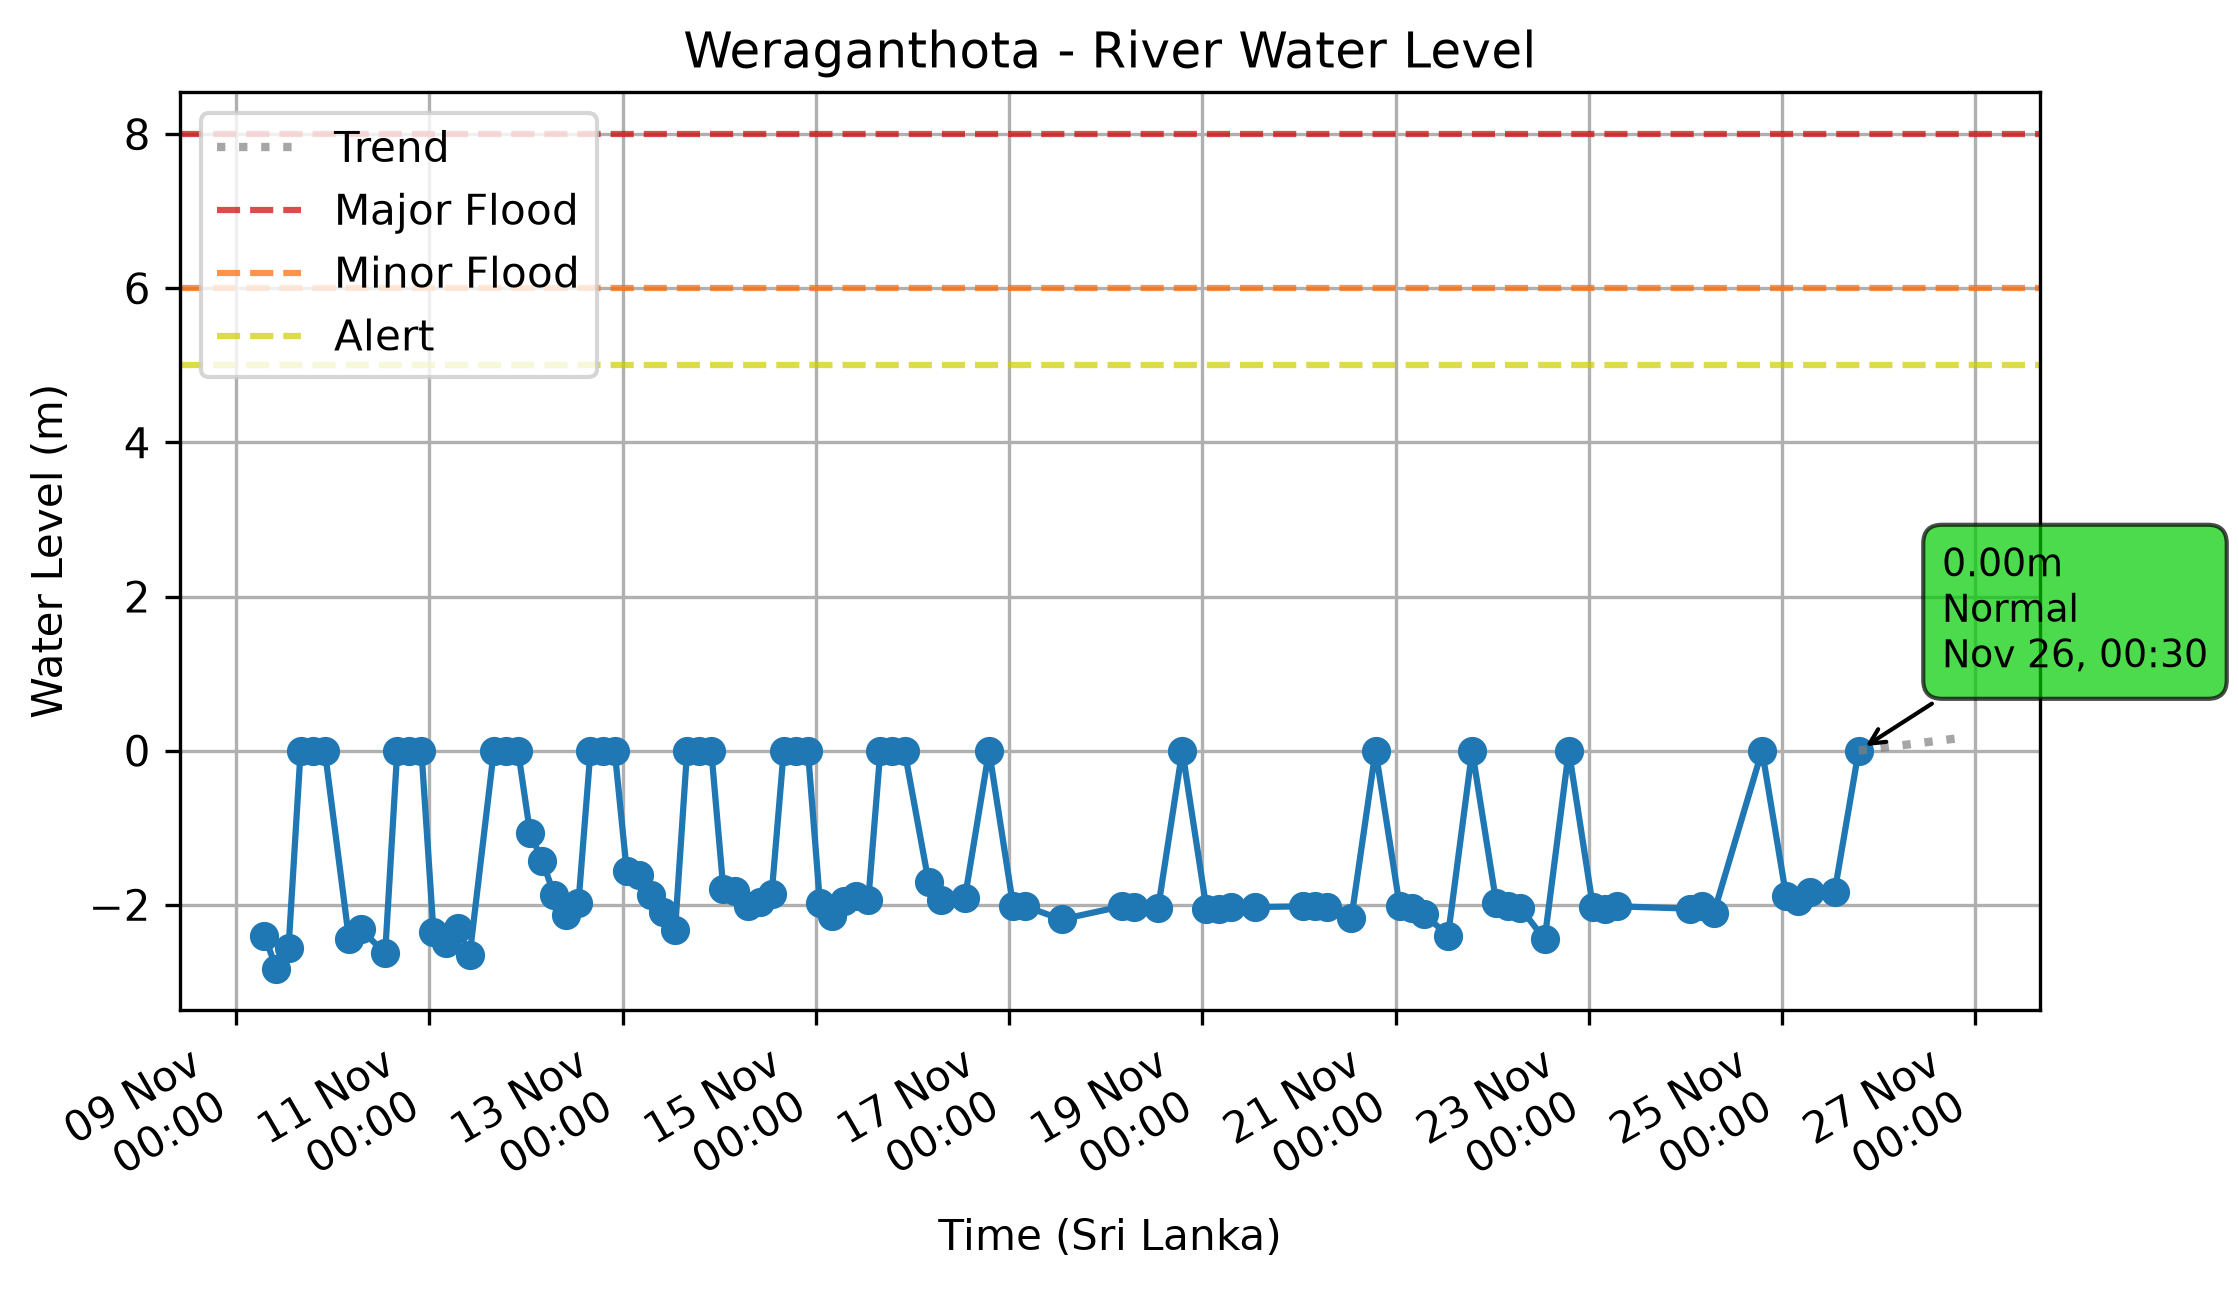 Weraganthota - River Water Level
Trend
Major Flood
Minor Flood
Alert
Water Level (m)
8
6
4
2
0
−2
0.00m
Normal
Nov 26, 00:30
09 Nov
00:00
11 Nov
00:00
13 Nov
00:00
15 Nov
00:00
17 Nov
00:00
19 Nov
00:00
21 Nov
00:00
23 Nov
00:00
25 Nov
00:00
27 Nov
00:00
Time (Sri Lanka)